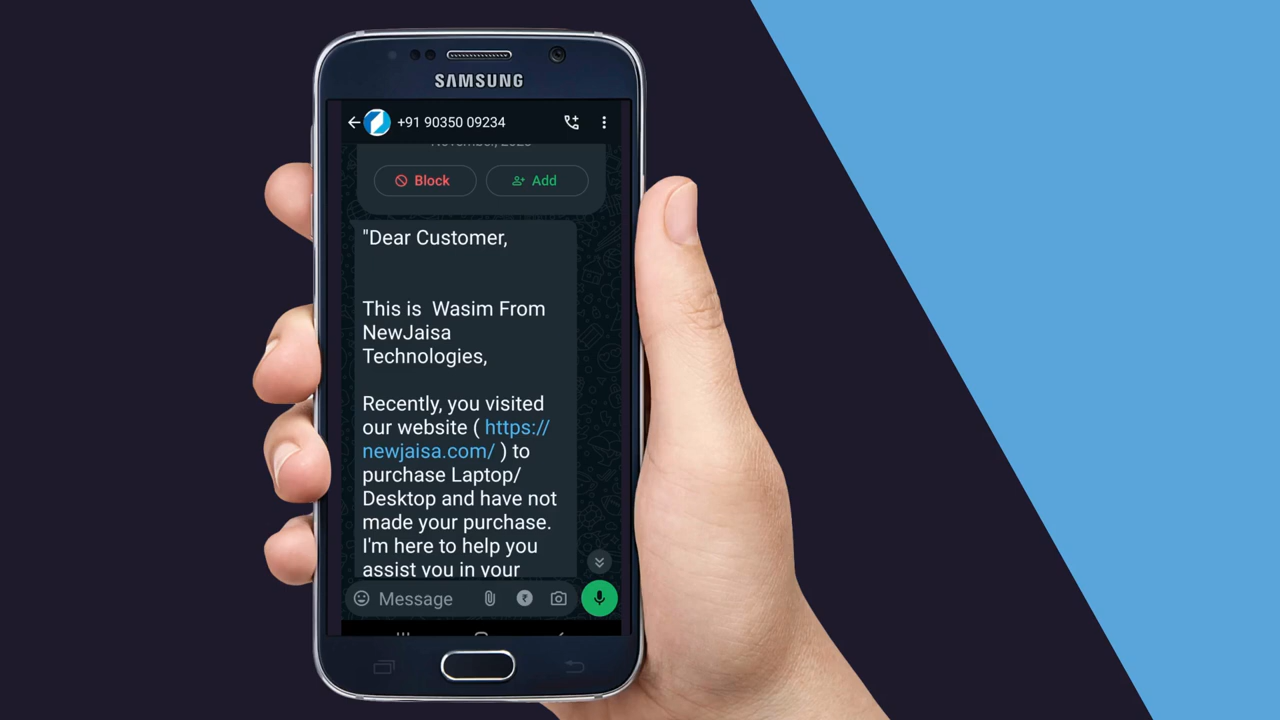 SAMSUNG
+91 90350 09234
Block
Add
"Dear Customer,
This is  Wasim From
NewJaisa
Technologies,
Recently, you visited
our website ( https://
newjaisa.com/ ) to
purchase Laptop/
Desktop and have not
made your purchase.
I'm here to help you
assist you in your
Message